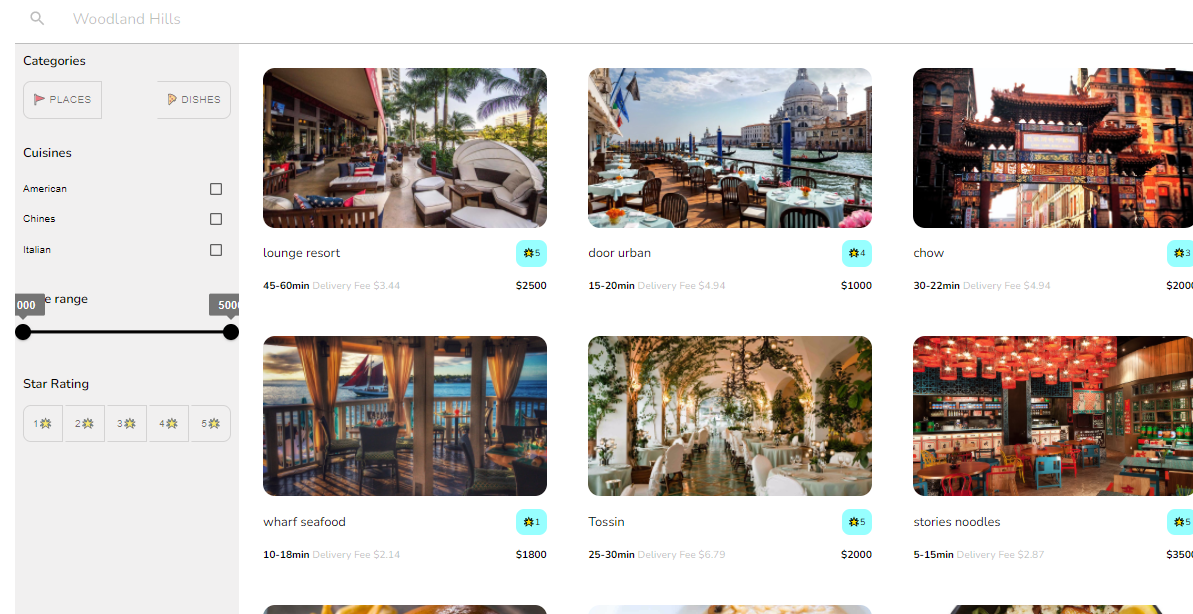 Woodland Hills
Categories
PLACES
DISHES
Cuisines
American
Chines
Italian
e range
000
500
Star Rating
1 2 3 4 5
lounge resort 5
45-60min Delivery Fee $3.44 $2500
door urban 4
15-20min Delivery Fee $4.94 $1000
chow 3
30-22min Delivery Fee $4.94 $200
wharf seafood 1
10-18min Delivery Fee $2.14 $1800
Tossin 5
25-30min Delivery Fee $6.79 $2000
stories noodles 5
5-15min Delivery Fee $2.87 $350